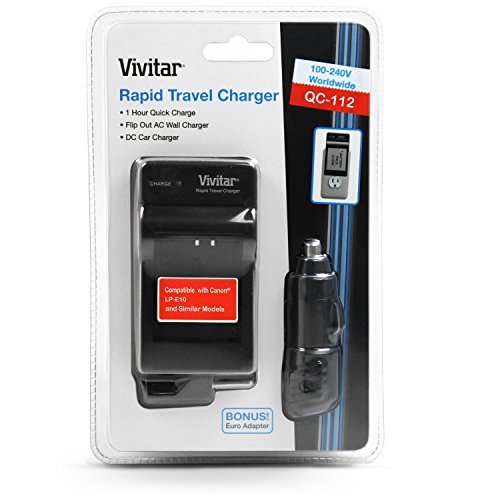 Vivitar®
Rapid Travel Charger
• 1 Hour Quick Charge
• Flip Out AC Wall Charger
• DC Car Charger
100-240V
Worldwide
QC-112
CHARGE
Vivitar®
Rapid Travel Charger
Compatible with Canon®
LP-E10
and Similar Models
BONUS!
Euro Adapter